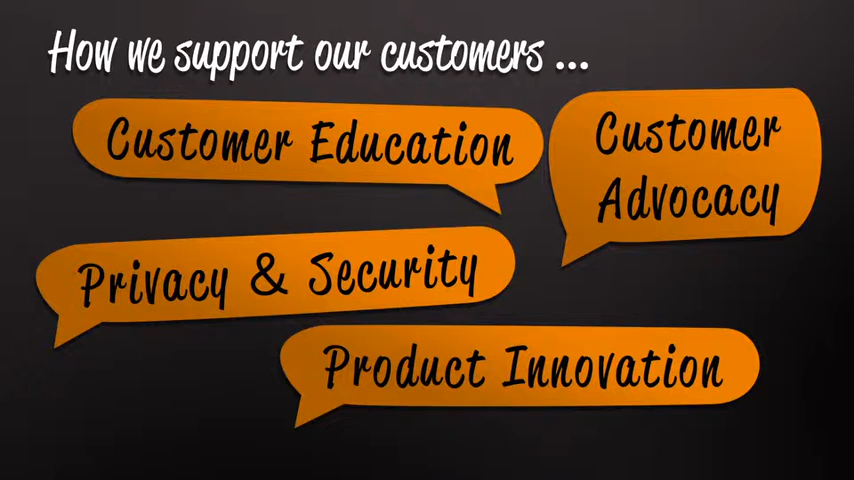 How we support our customers ...
Customer Education
Customer
Advocacy
Privacy & Security
Product Innovation